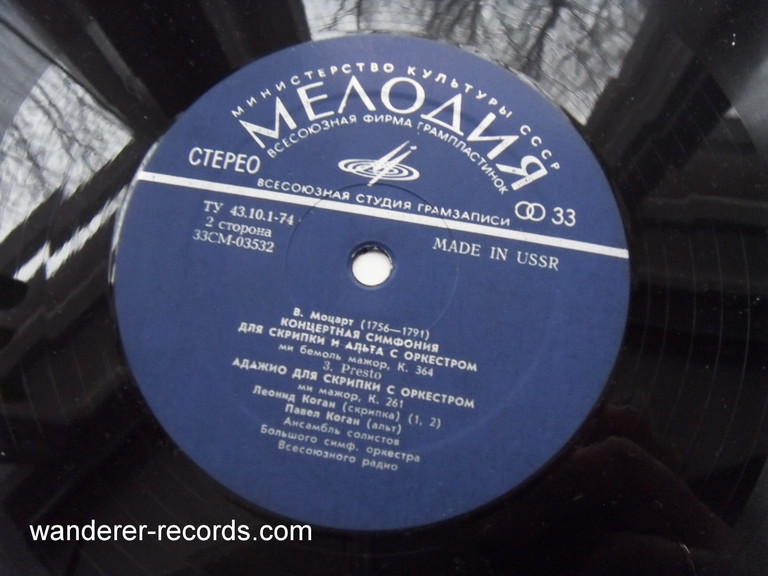 МИНИСТЕРСТВО КУЛЬТУРЫ СССР
МЕЛОДИЯ
ВСЕСОЮЗНАЯ ФИРМА ГРАМПЛАСТИНОК
СТЕРЕО
33
ВСЕСОЮЗНАЯ СТУДИЯ ГРАМЗАПИСИ
ТУ 43.10.1-74
2 сторона
33СМ-03532
MADE IN USSR
В. Моцарт (1756—1791)
КОНЦЕРТНАЯ СИМФОНИЯ
ДЛЯ СКРИПКИ И АЛЬТА С ОРКЕСТРОМ
ми бемоль мажор, К. 364
3. Presto
АДАЖИО ДЛЯ СКРИПКИ С ОРКЕСТРОМ
ми мажор, К. 261
Леонид Коган (скрипка) (1, 2)
Павел Коган (альт)
Ансамбль солистов
Большого симф. оркестра
Всесоюзного радио
wanderer-records.com